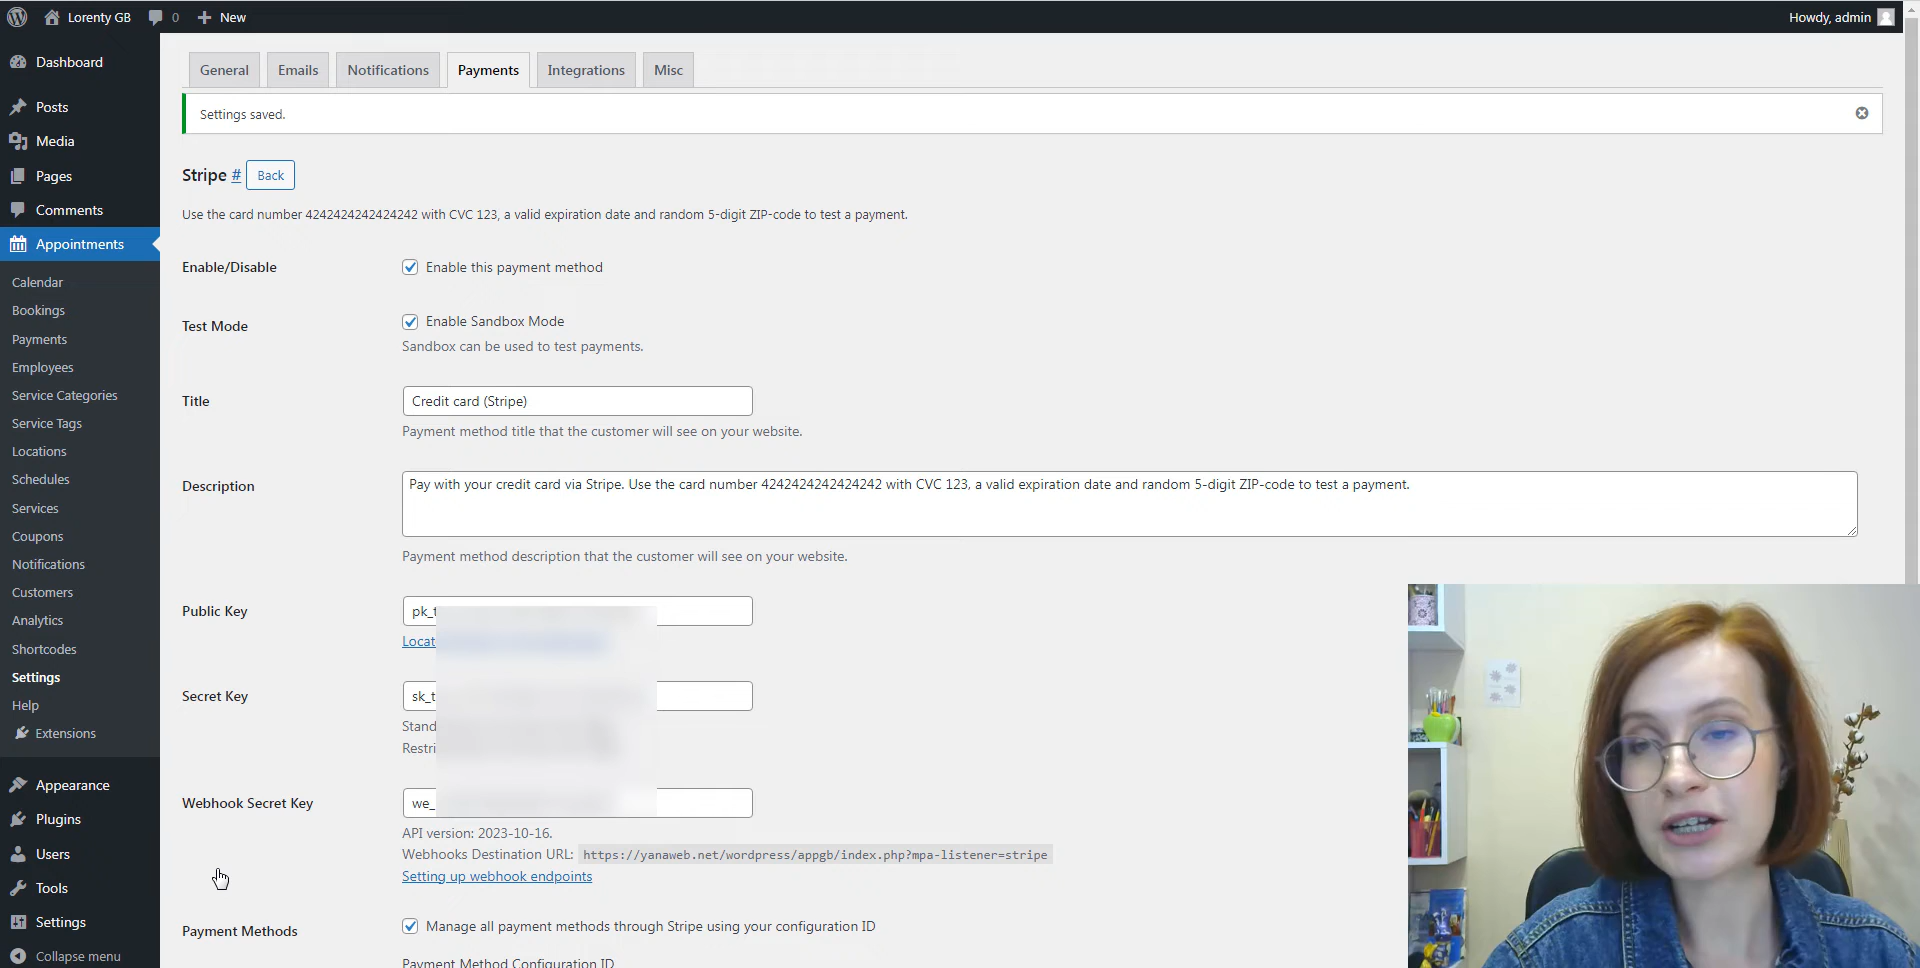 Lorenty GB 0 New Howdy, admin
Dashboard
Posts
Media
Pages
Comments
Appointments
Calendar
Bookings
Payments
Employees
Service Categories
Service Tags
Locations
Schedules
Services
Coupons
Notifications
Customers
Analytics
Shortcodes
Settings
Help
Extensions
Appearance
Plugins
Users
Tools
Settings
Collapse menu
General Emails Notifications Payments Integrations Misc
Settings saved.
Stripe # Back
Use the card number 4242424242424242 with CVC 123, a valid expiration date and random 5-digit ZIP-code to test a payment.
Enable/Disable Enable this payment method
Test Mode Enable Sandbox Mode
Sandbox can be used to test payments.
Title Credit card (Stripe)
Payment method title that the customer will see on your website.
Description Pay with your credit card via Stripe. Use the card number 4242424242424242 with CVC 123, a valid expiration date and random 5-digit ZIP-code to test a payment.
Payment method description that the customer will see on your website.
Public Key pk_t
Locat
Secret Key sk_t
Stand
Restri
Webhook Secret Key we_
API version: 2023-10-16.
Webhooks Destination URL: https://yanaweb.net/wordpress/appgb/index.php?mpa-listener=stripe
Setting up webhook endpoints
Payment Methods Manage all payment methods through Stripe using your configuration ID
Payment Method Configuration ID